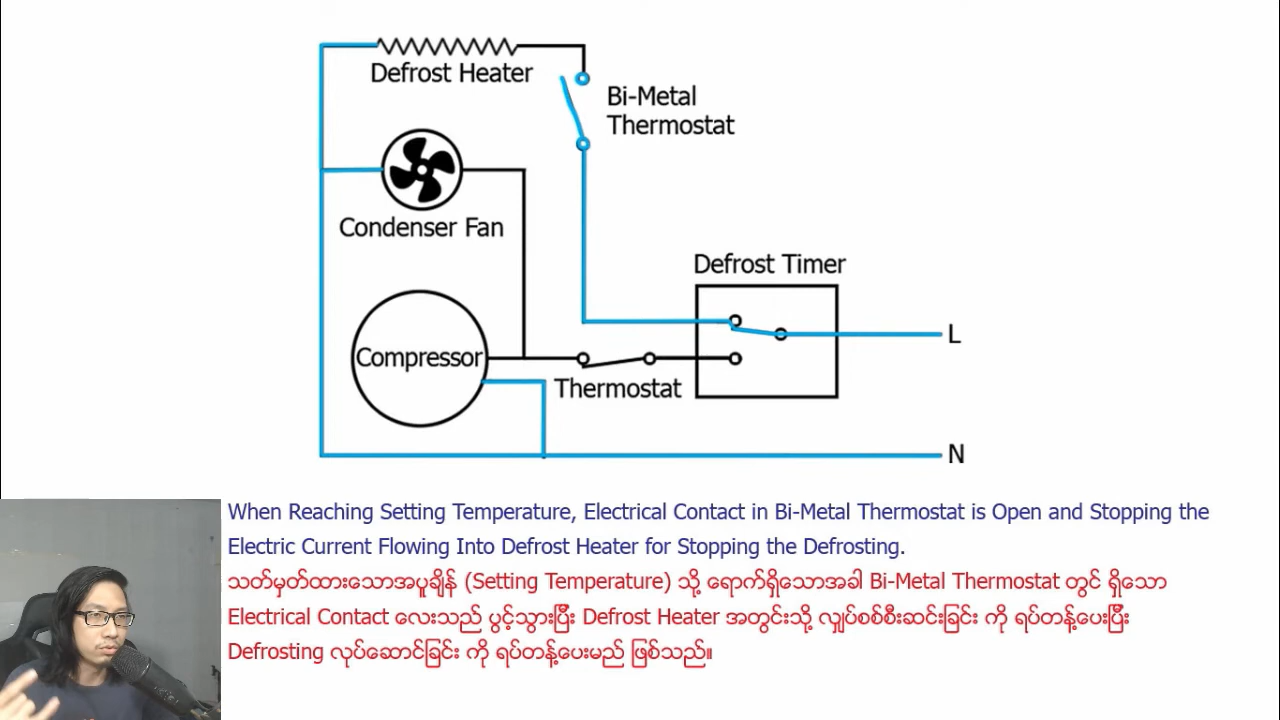 Defrost Heater
Bi-Metal
Thermostat
Condenser Fan
Defrost Timer
L
Compressor
Thermostat
N
When Reaching Setting Temperature, Electrical Contact in Bi-Metal Thermostat is Open and Stopping the
Electric Current Flowing Into Defrost Heater for Stopping the Defrosting.
သတ်မှတ်ထားသောအပူချိန် (Setting Temperature) သို့ ရောက်ရှိသောအခါ Bi-Metal Thermostat တွင် ရှိသော
Electrical Contact လေးသည် ပွင့်သွားပြီး Defrost Heater အတွင်းသို့ လျှပ်စစ်စီးဆင်းခြင်း ကို ရပ်တန့်ပေးပြီး
Defrosting လုပ်ဆောင်ခြင်း ကို ရပ်တန့်ပေးမည် ဖြစ်သည်။